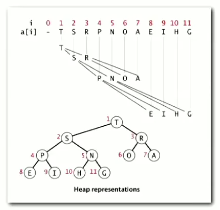 i 0 1 2 3 4 5 6 7 8 9 10 11
a[i] - T S R P N O A E I H G
T
S R
P N O A
E I H G
1 T
2 S 3 R
4 P 5 N 6 O 7 A
8 E 9 I 10 H 11 G
Heap representations